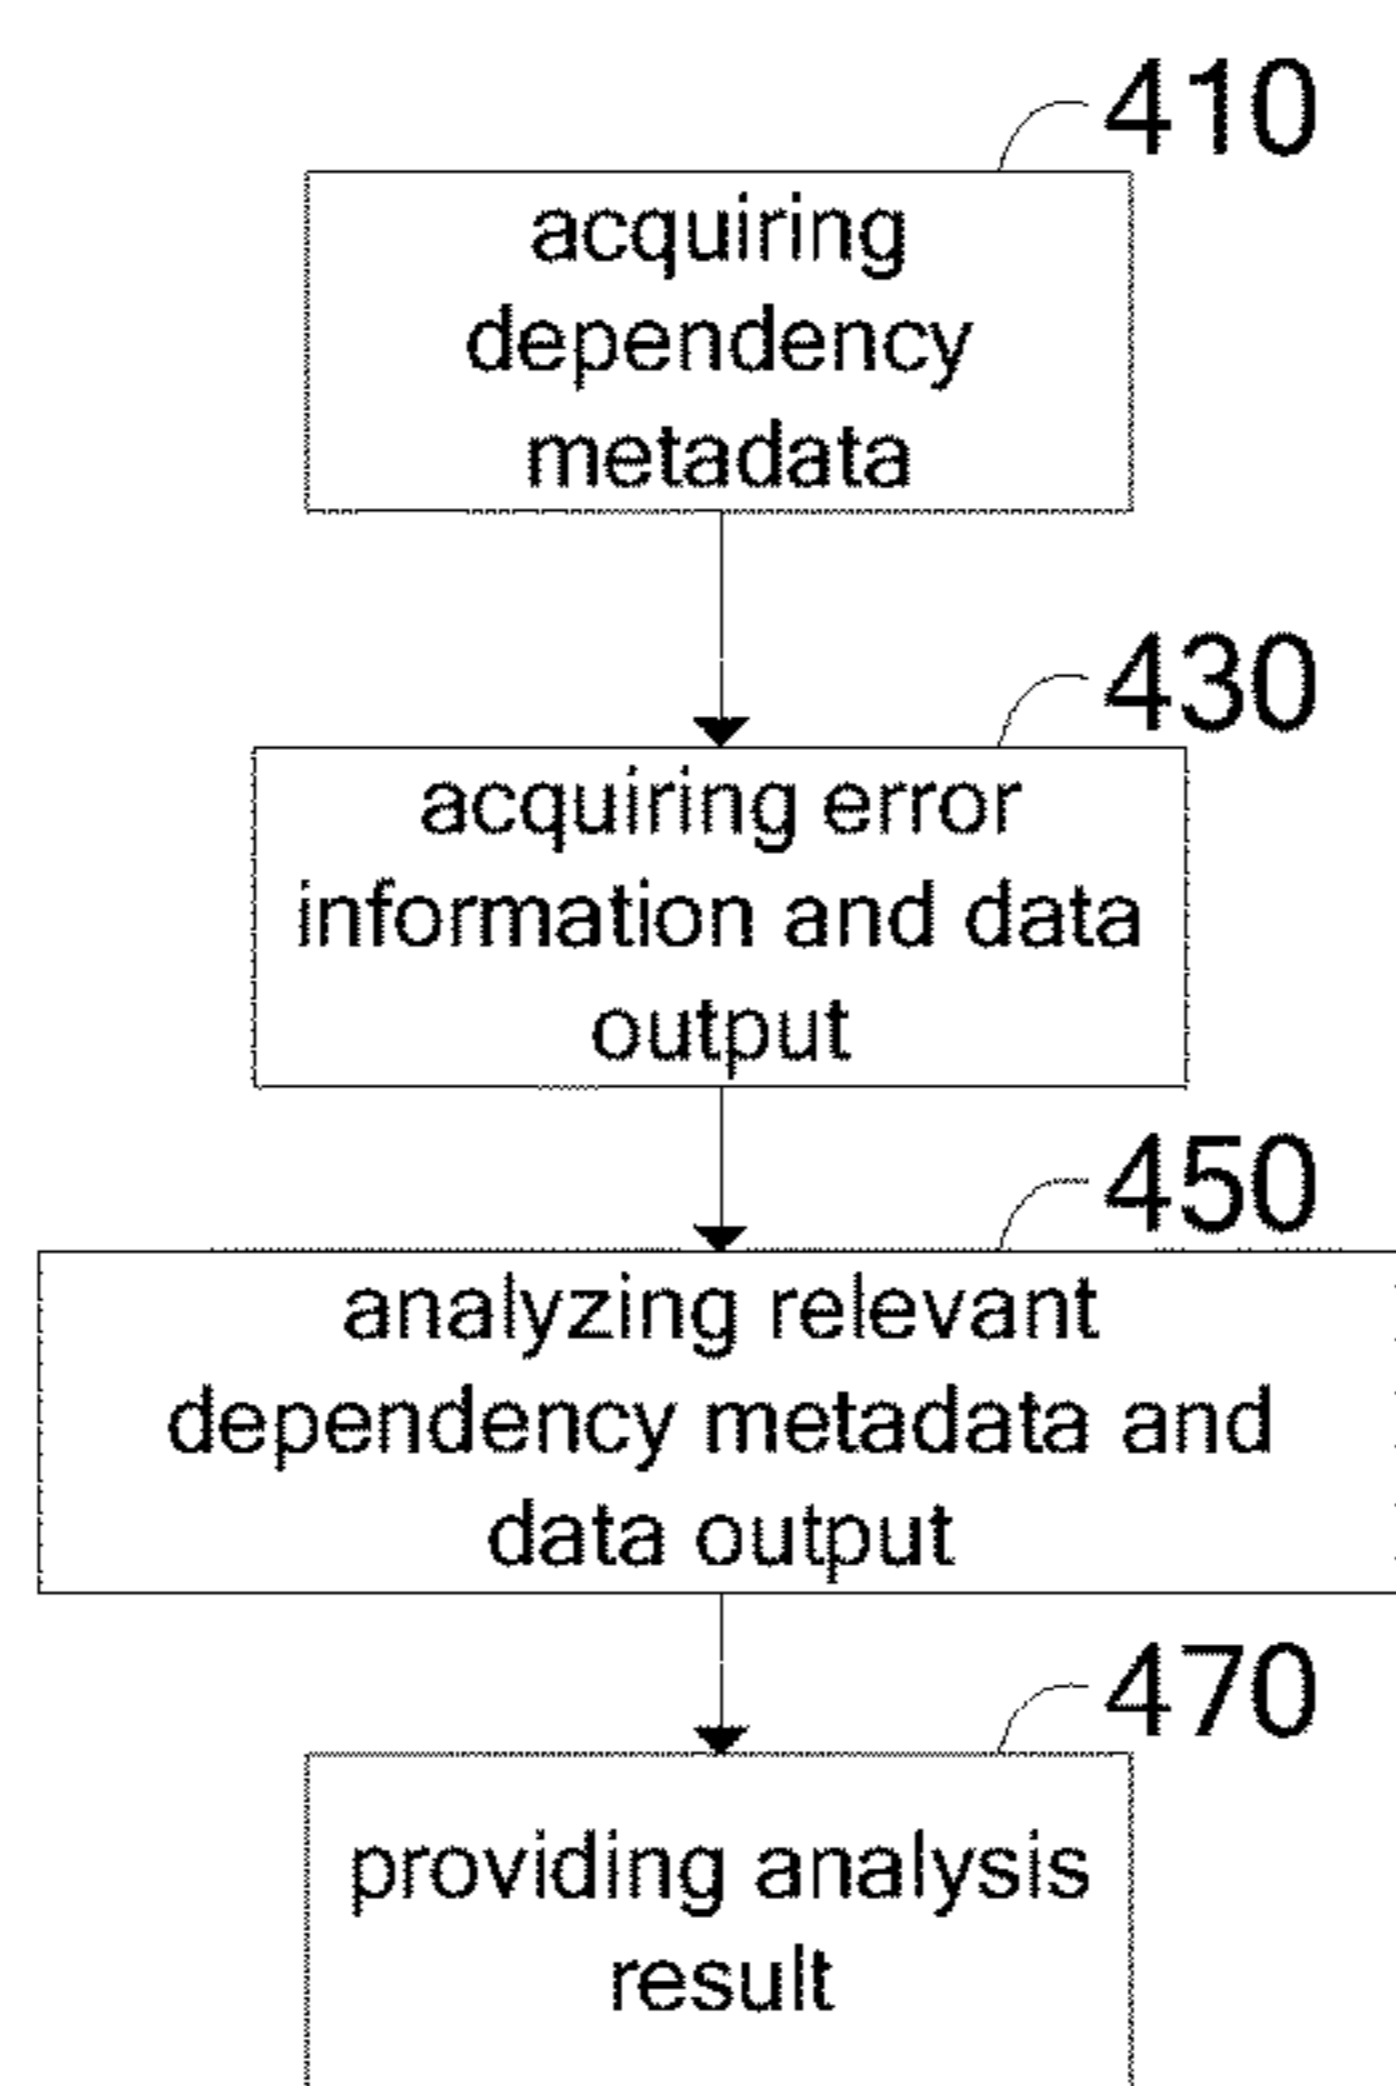 410
acquiring
dependency
metadata
430
acquiring error
information and data
output
450
analyzing relevant
dependency metadata and
data output
470
providing analysis
result